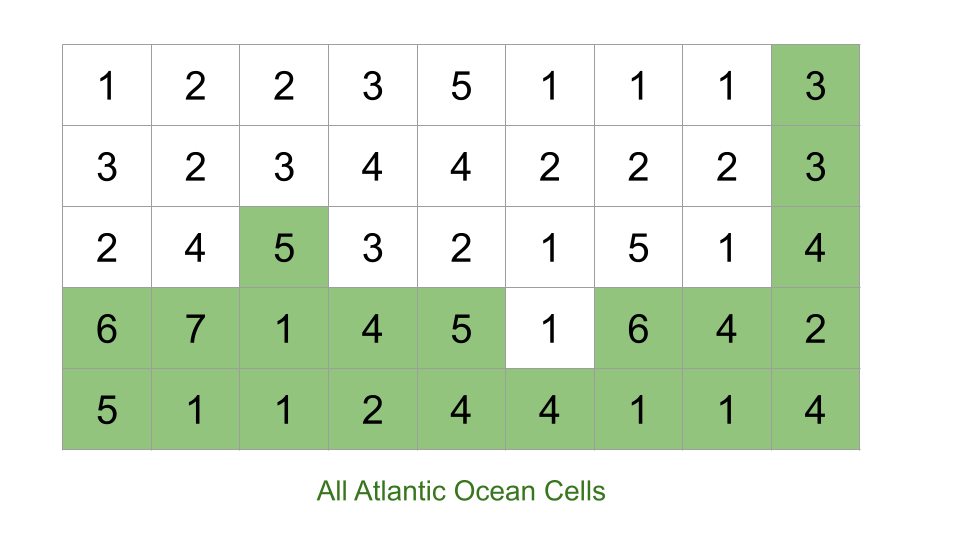 1 2 2 3 5 1 1 1 3
3 2 3 4 4 2 2 2 3
2 4 5 3 2 1 5 1 4
6 7 1 4 5 1 6 4 2
5 1 1 2 4 4 1 1 4
All Atlantic Ocean Cells